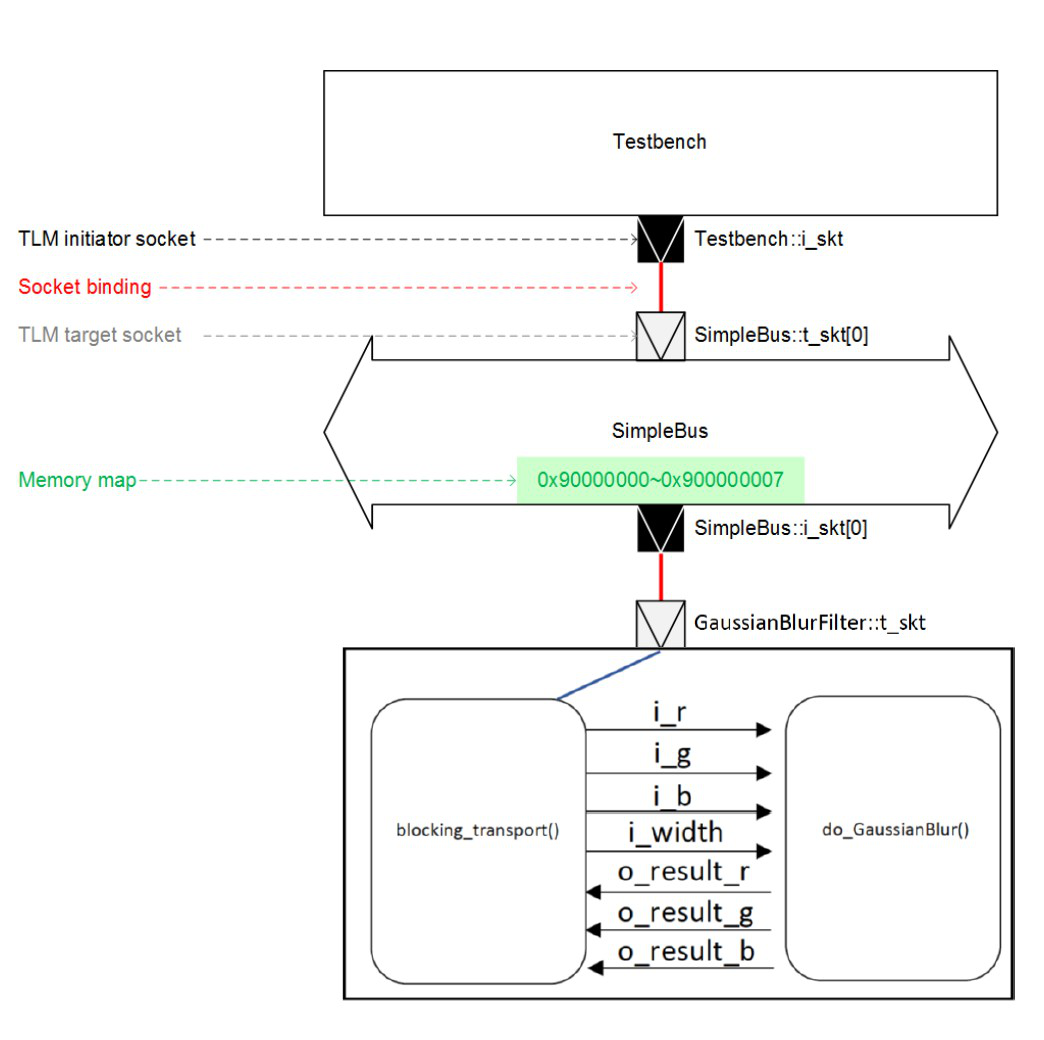 Testbench
TLM initiator socket
Testbench::i_skt
Socket binding
TLM target socket
SimpleBus::t_skt[0]
SimpleBus
Memory map
0x90000000~0x900000007
SimpleBus::i_skt[0]
GaussianBlurFilter::t_skt
i_r
i_g
i_b
blocking_transport()
i_width
do_GaussianBlur()
o_result_r
o_result_g
o_result_b